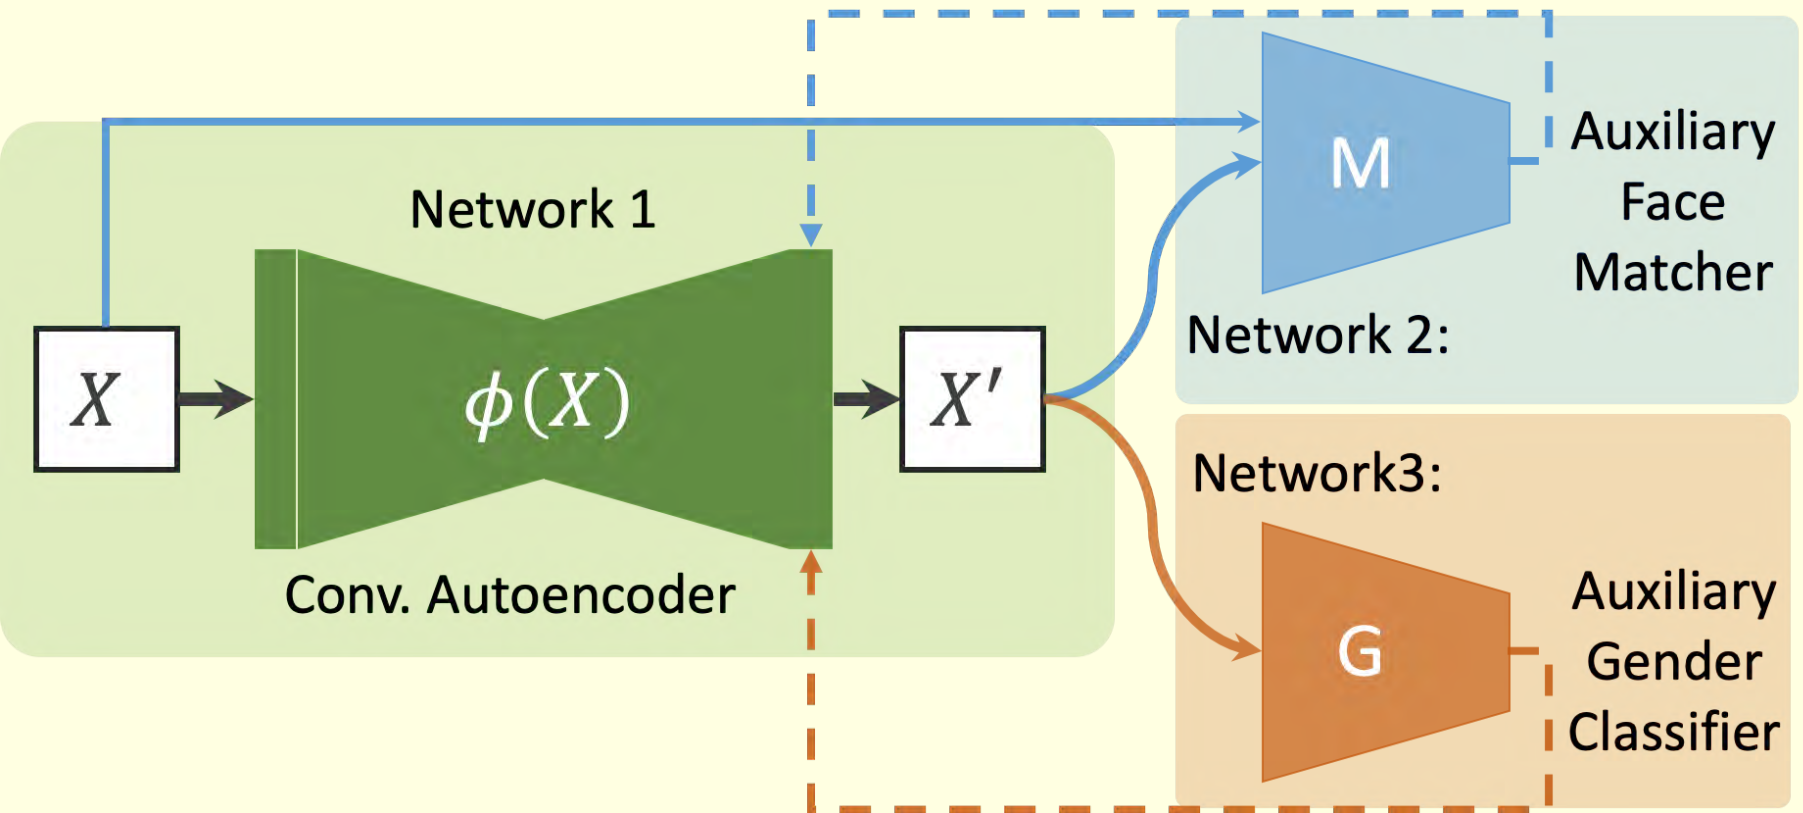 Network 1
X
ϕ(X)
X′
Conv. Autoencoder
M
Auxiliary
Face
Matcher
Network 2:
Network3:
G
Auxiliary
Gender
Classifier